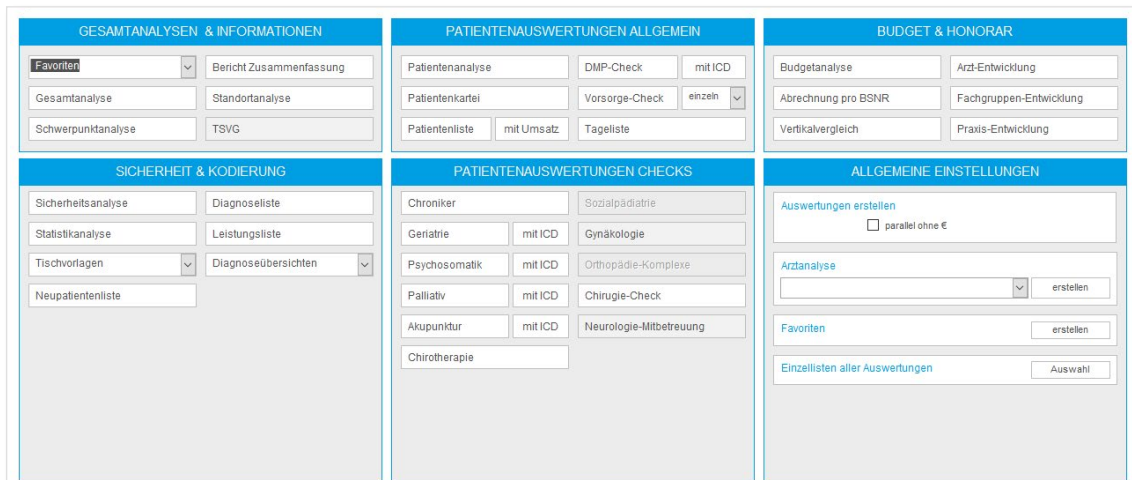 GESAMTANALYSEN & INFORMATIONEN
Favoriten Bericht Zusammenfassung
Gesamtanalyse Standortanalyse
Schwerpunktanalyse TSVG
PATIENTENAUSWERTUNGEN ALLGEMEIN
Patientenanalyse DMP-Check mit ICD
Patientenkartei Vorsorge-Check einzeln
Patientenliste mit Umsatz Tageliste
BUDGET & HONORAR
Budgetanalyse Arzt-Entwicklung
Abrechnung pro BSNR Fachgruppen-Entwicklung
Vertikalvergleich Praxis-Entwicklung
SICHERHEIT & KODIERUNG
Sicherheitsanalyse Diagnoseliste
Statistikanalyse Leistungsliste
Tischvorlagen Diagnoseübersichten
Neupatientenliste
PATIENTENAUSWERTUNGEN CHECKS
Chroniker Sozialpädiatrie
Geriatrie mit ICD Gynäkologie
Psychosomatik mit ICD Orthopädie-Komplexe
Palliativ mit ICD Chirugie-Check
Akupunktur mit ICD Neurologie-Mitbetreuung
Chirotherapie
ALLGEMEINE EINSTELLUNGEN
Auswertungen erstellen
parallel ohne €
Arztanalyse
erstellen
Favoriten erstellen
Einzellisten aller Auswertungen Auswahl